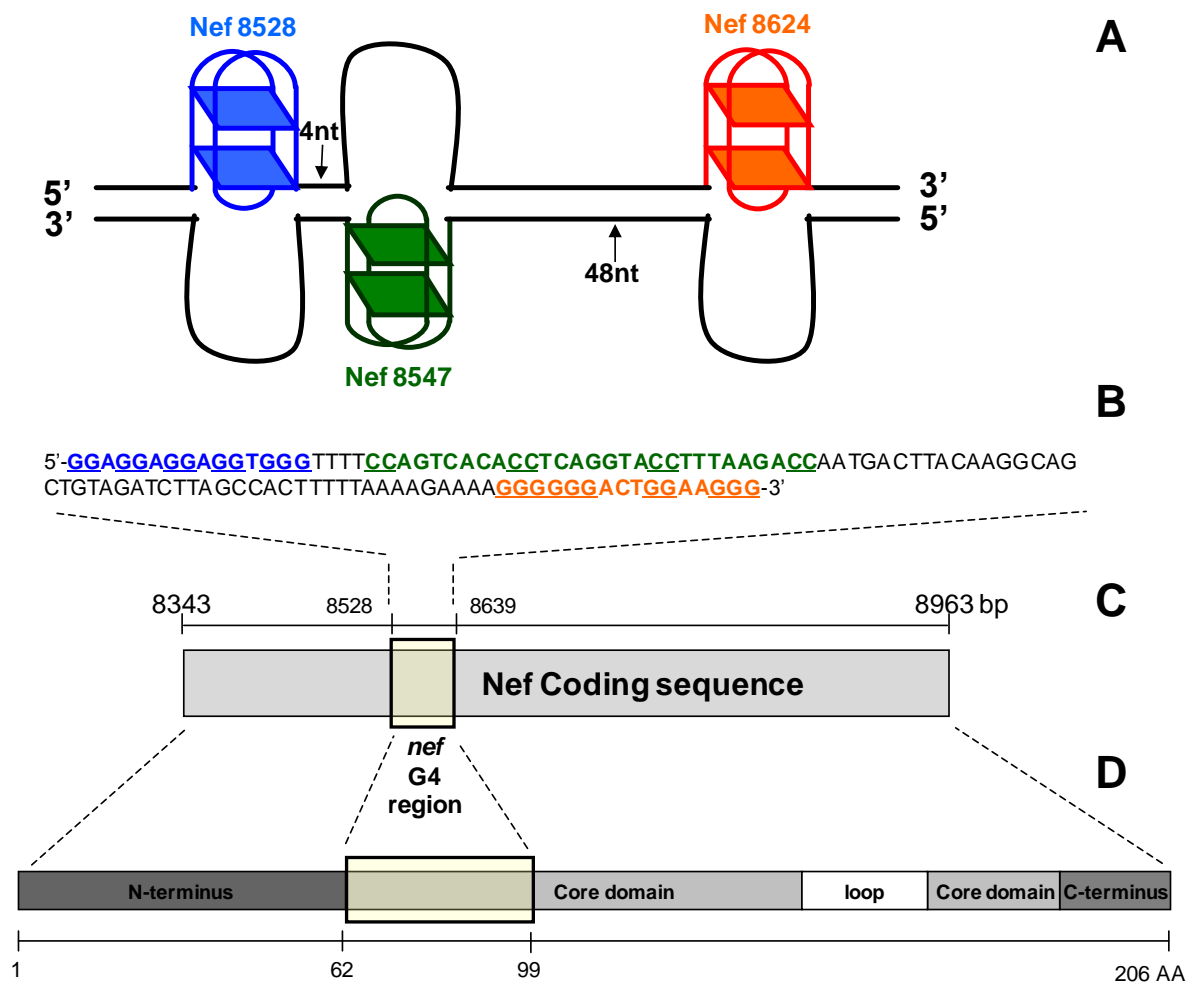 Nef 8528
Nef 8624
A
4nt
5’
3’
3’
5’
48nt
Nef 8547
B
5’-GGAGGAGGAGGTGGGTTTTCCAGTCACACCTCAGGTACCTTTAAGACCAATGACTTACAAGGCAG
CTGTAGATCTTAGCCACTTTTTAAAAGAAAAGGGGGGACTGGAAGGG-3’
C
8343
8528
8639
8963 bp
Nef Coding sequence
nef
G4
region
D
N-terminus
Core domain
loop
Core domain
C-terminus
1
62
99
206 AA